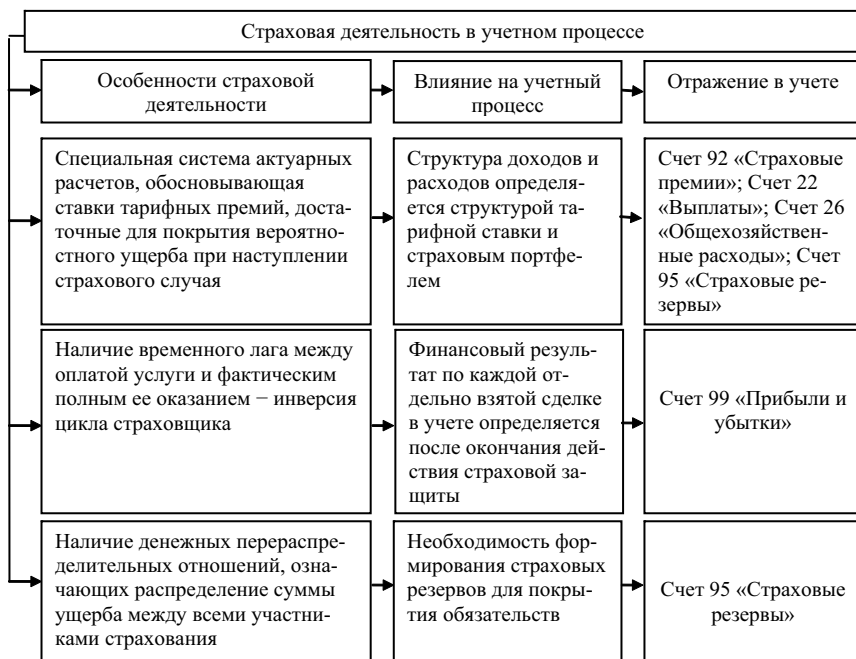 Страховая деятельность в учетном процессе
Особенности страховой
деятельности
Влияние на учетный
процесс
Отражение в учете
Специальная система актуарных
расчетов, обосновывающая
ставки тарифных премий, доста-
точные для покрытия вероятно-
стного ущерба при наступлении
страхового случая
Структура доходов и
расходов определя-
ется структурой та-
рифной ставки и
страховым портфе-
лем
Счет 92 «Страховые
премии»; Счет 22
«Выплаты»; Счет 26
«Общехозяйствен-
ные расходы»; Счет
95 «Страховые ре-
зервы»
Наличие временного лага между
оплатой услуги и фактическим
полным ее оказанием − инверсия
цикла страховщика
Финансовый резуль-
тат по каждой от-
дельно взятой сделке
в учете определяется
после окончания дей-
ствия страховой за-
щиты
Счет 99 «Прибыли и
убытки»
Наличие денежных перераспре-
делительных отношений, озна-
чающих распределение суммы
ущерба между всеми участни-
ками страхования
Необходимость фор-
мирования страховых
резервов для покры-
тия обязательств
Счет 95 «Страховые
резервы»